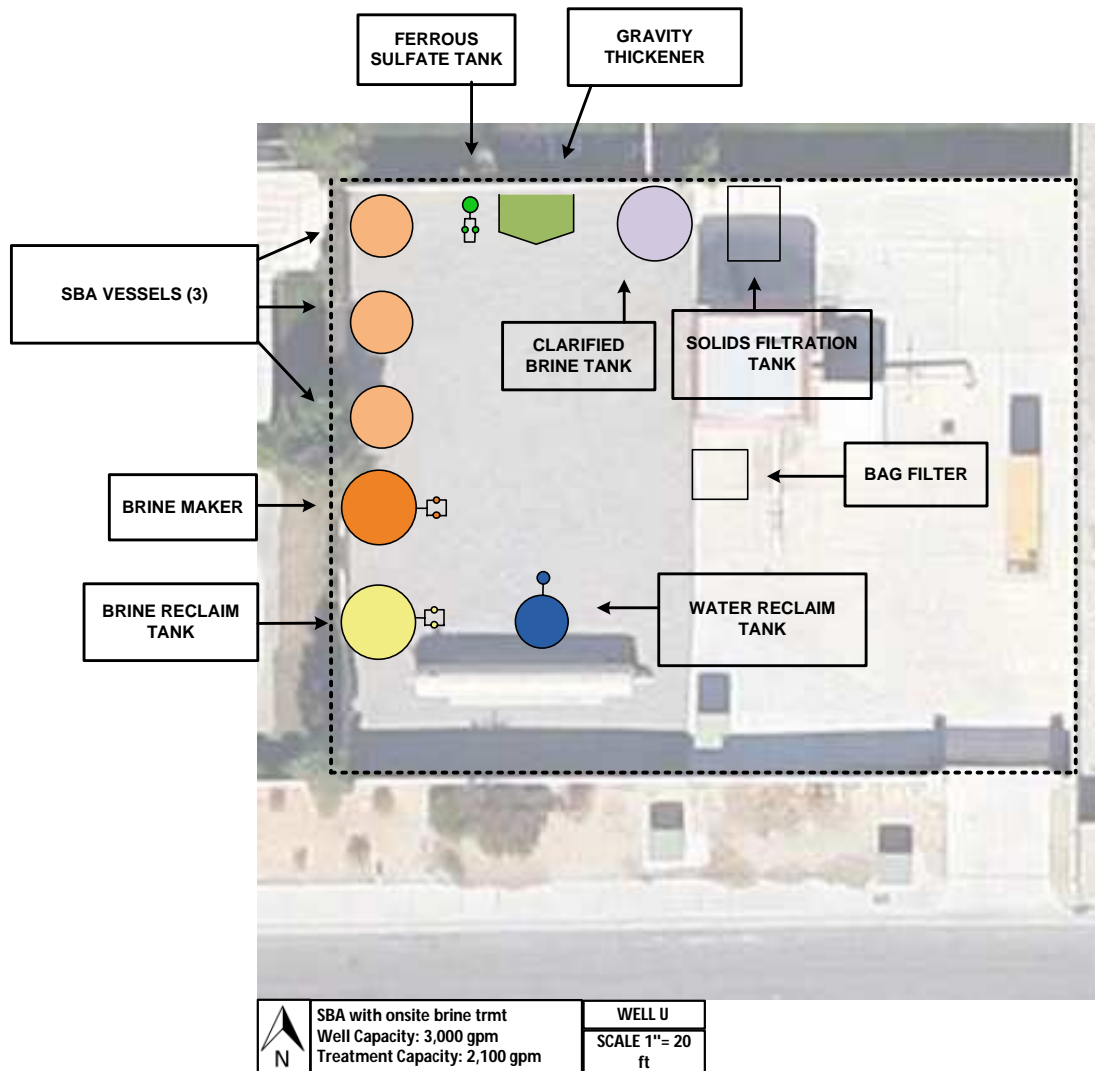 FERROUS
SULFATE TANK
GRAVITY
THICKENER
SBA VESSELS (3)
CLARIFIED
BRINE TANK
SOLIDS FILTRATION
TANK
BRINE MAKER
BAG FILTER
BRINE RECLAIM
TANK
WATER RECLAIM
TANK
N
SBA with onsite brine trmt
Well Capacity: 3,000 gpm
Treatment Capacity: 2,100 gpm
WELL U
SCALE 1"= 20
ft